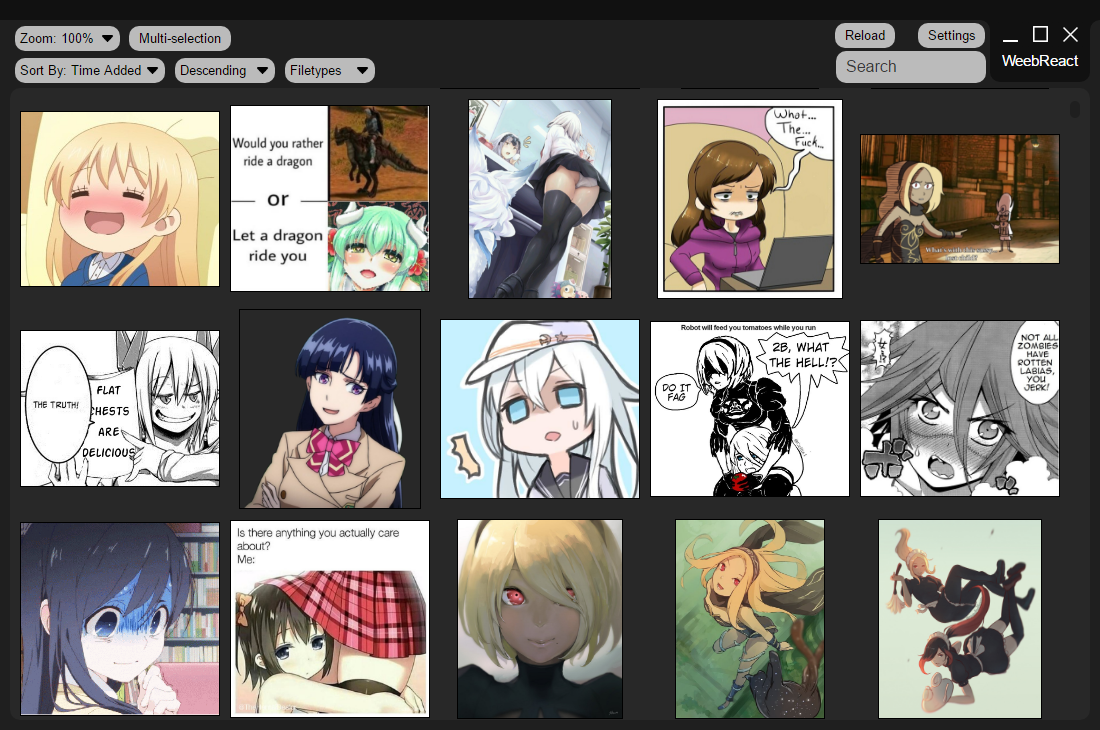 Zoom: 100%
Multi-selection
Reload
Settings
WeebReact
Sort By: Time Added
Descending
Filetypes
Search
Would you rather
ride a dragon
or
Let a dragon
ride you
What...
The...
Fuck...
THE TRUTH!
FLAT
CHESTS
ARE
DELICIOUS
Robot will feed you tomatoes while you run
2B, WHAT
THE HELL!?
DO IT
FAG
NOT ALL
ZOMBIES
HAVE
ROTTEN
LABIAS,
YOU
JERK!
Is there anything you actually care
about?
Me: